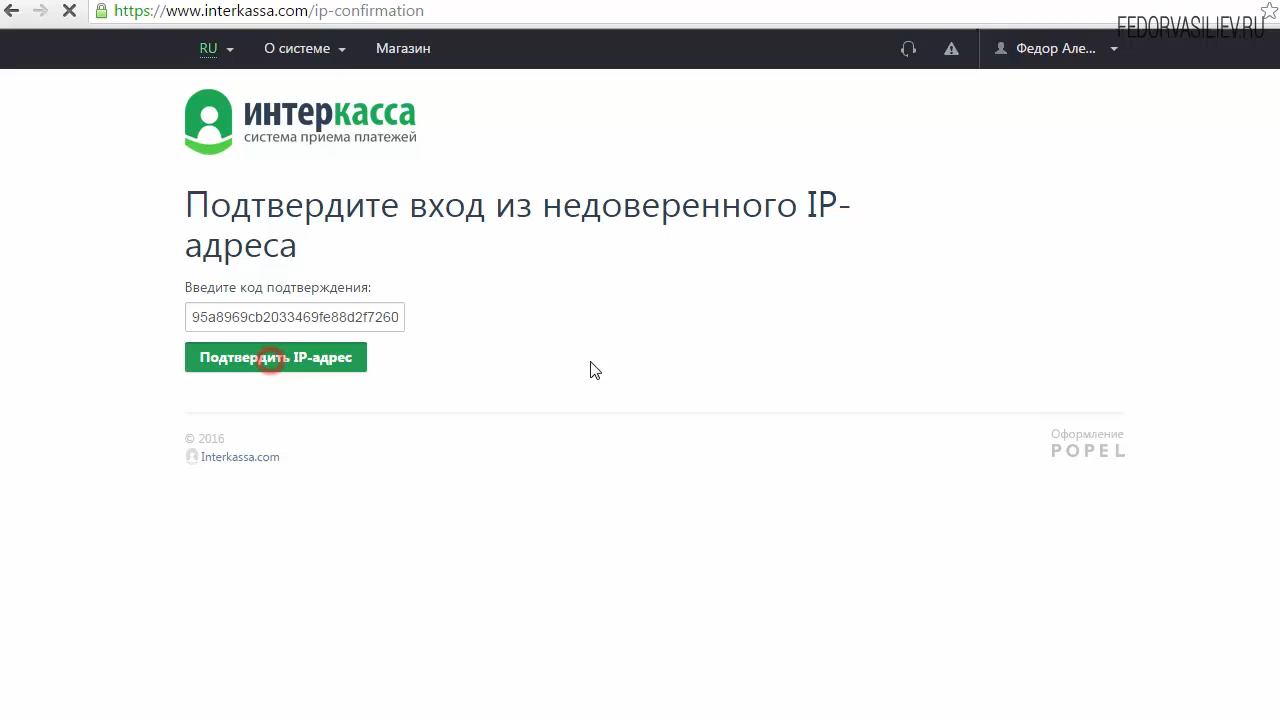 https://www.interkassa.com/ip-confirmation
FEDORVASILIEV.RU
RU О системе Магазин Федор Але...
интеркасса
система приема платежей
Подтвердите вход из недоверенного IP-
адреса
Введите код подтверждения:
95a8969cb2033469fe88d2f7260
Подтвердить IP-адрес
© 2016
Interkassa.com
Оформление
POPEL